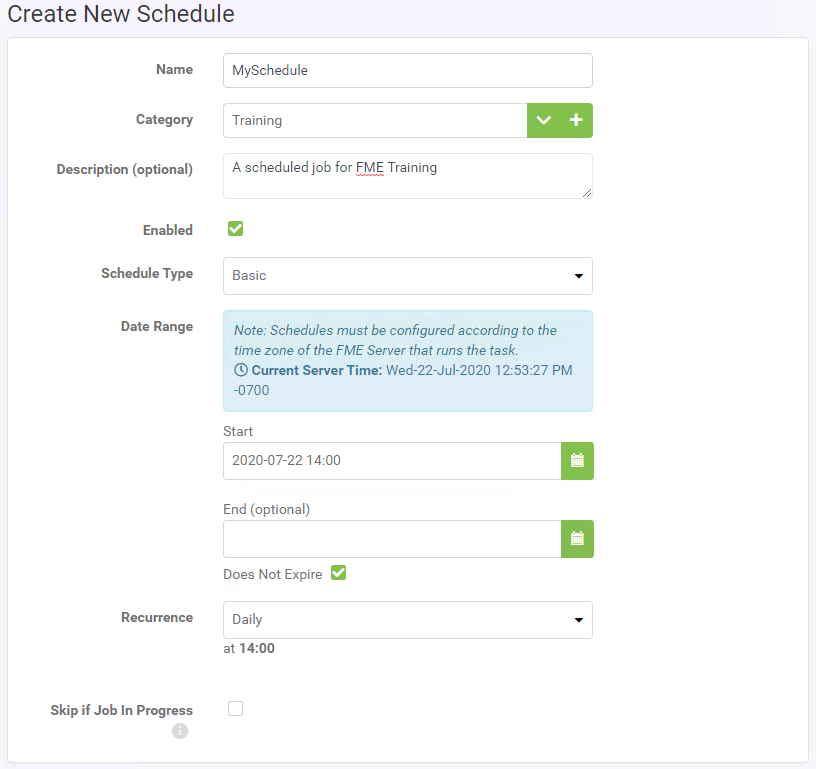 Create New Schedule
Name
MySchedule
Category
Training
Description (optional)
A scheduled job for FME Training
Enabled
Schedule Type
Basic
Date Range
Note: Schedules must be configured according to the
time zone of the FME Server that runs the task.
Current Server Time: Wed-22-Jul-2020 12:53:27 PM
-0700
Start
2020-07-22 14:00
End (optional)
Does Not Expire
Recurrence
Daily
at 14:00
Skip if Job In Progress